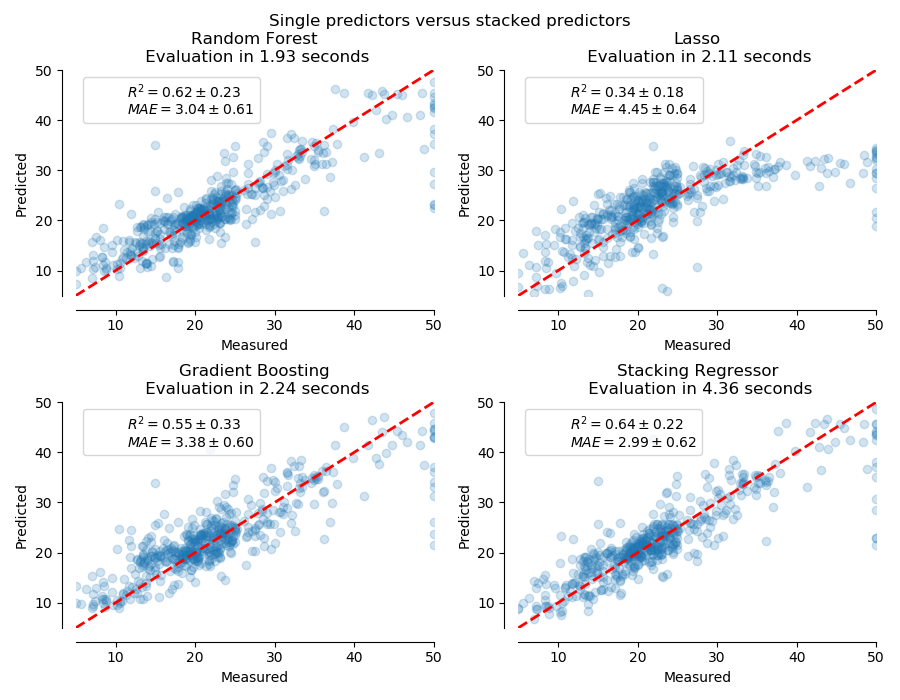 Single predictors versus stacked predictors
Random Forest
Evaluation in 1.93 seconds
R² = 0.62 ± 0.23
MAE = 3.04 ± 0.61
50
40
30
20
10
Predicted
10 20 30 40 50
Measured
Lasso
Evaluation in 2.11 seconds
R² = 0.34 ± 0.18
MAE = 4.45 ± 0.64
50
40
30
20
10
Predicted
10 20 30 40 50
Measured
Gradient Boosting
Evaluation in 2.24 seconds
R² = 0.55 ± 0.33
MAE = 3.38 ± 0.60
50
40
30
20
10
Predicted
10 20 30 40 50
Measured
Stacking Regressor
Evaluation in 4.36 seconds
R² = 0.64 ± 0.22
MAE = 2.99 ± 0.62
50
40
30
20
10
Predicted
10 20 30 40 50
Measured